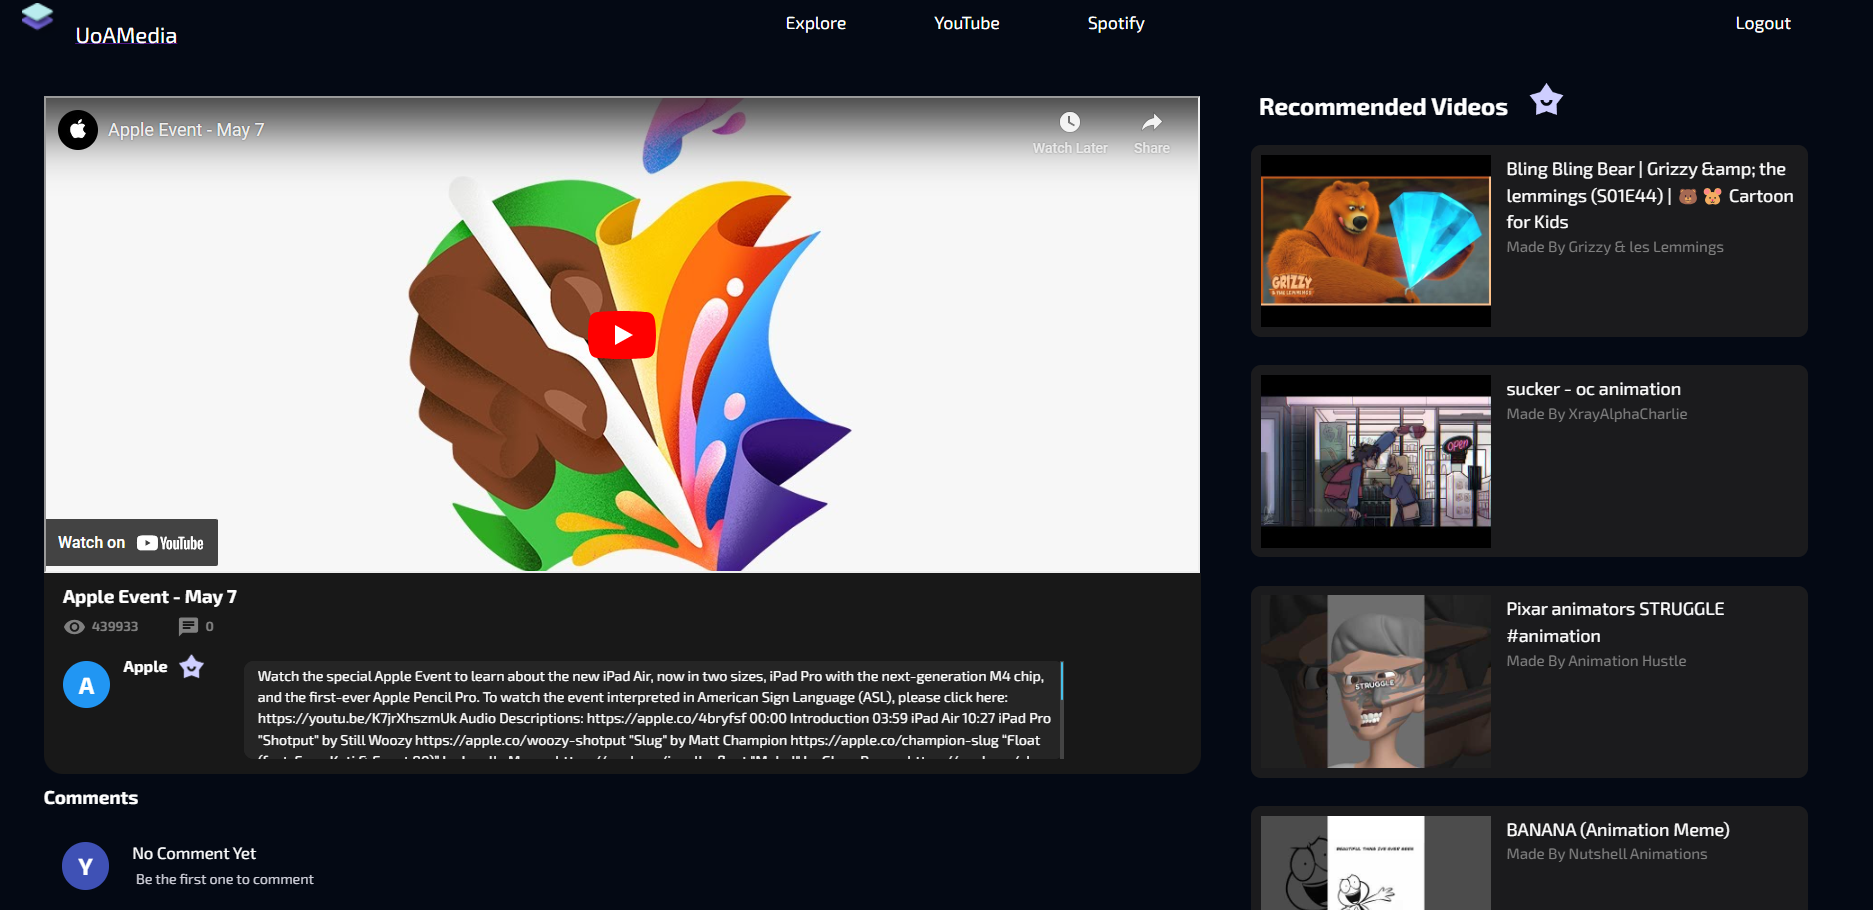 UoAMedia
Explore
YouTube
Spotify
Logout
Apple Event - May 7
Watch Later
Share
Watch on YouTube
Apple Event - May 7
439933
0
A
Apple
Watch the special Apple Event to learn about the new iPad Air, now in two sizes, iPad Pro with the next-generation M4 chip,
and the first-ever Apple Pencil Pro. To watch the event interpreted in American Sign Language (ASL), please click here:
https://youtu.be/K7jrXhszmUk Audio Descriptions: https://apple.co/4bryfsf 00:00 Introduction 03:59 iPad Air 10:27 iPad Pro
"Shotput" by Still Woozy https://apple.co/woozy-shotput "Slug" by Matt Champion https://apple.co/champion-slug "Float
Comments
Y
No Comment Yet
Be the first one to comment
Recommended Videos
GRIZZY
Bling Bling Bear | Grizzy &amp; the
lemmings (S01E44) | 🐻 🐹 Cartoon
for Kids
Made By Grizzy & les Lemmings
OPEN
sucker - oc animation
Made By XrayAlphaCharlie
STRUGGLE
Pixar animators STRUGGLE
#animation
Made By Animation Hustle
BEAUTIFUL THING I'VE EVER SEEN
BANANA (Animation Meme)
Made By Nutshell Animations